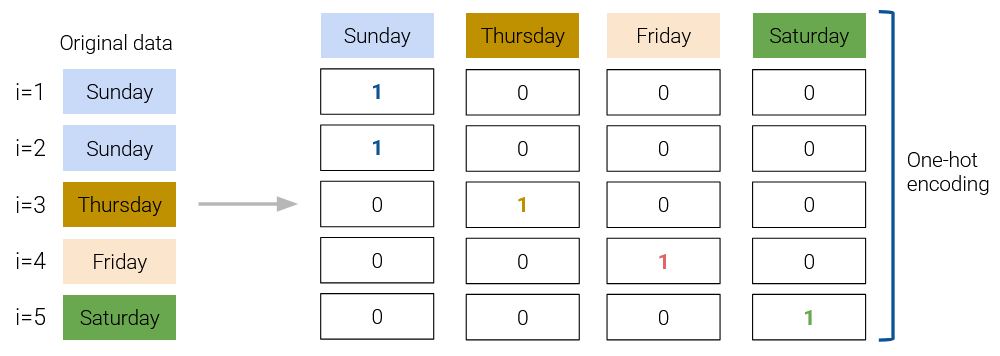 Original data Sunday Thursday Friday Saturday
i=1 Sunday 1 0 0 0
i=2 Sunday 1 0 0 0
i=3 Thursday 0 1 0 0
i=4 Friday 0 0 1 0
i=5 Saturday 0 0 0 1
One-hot
encoding